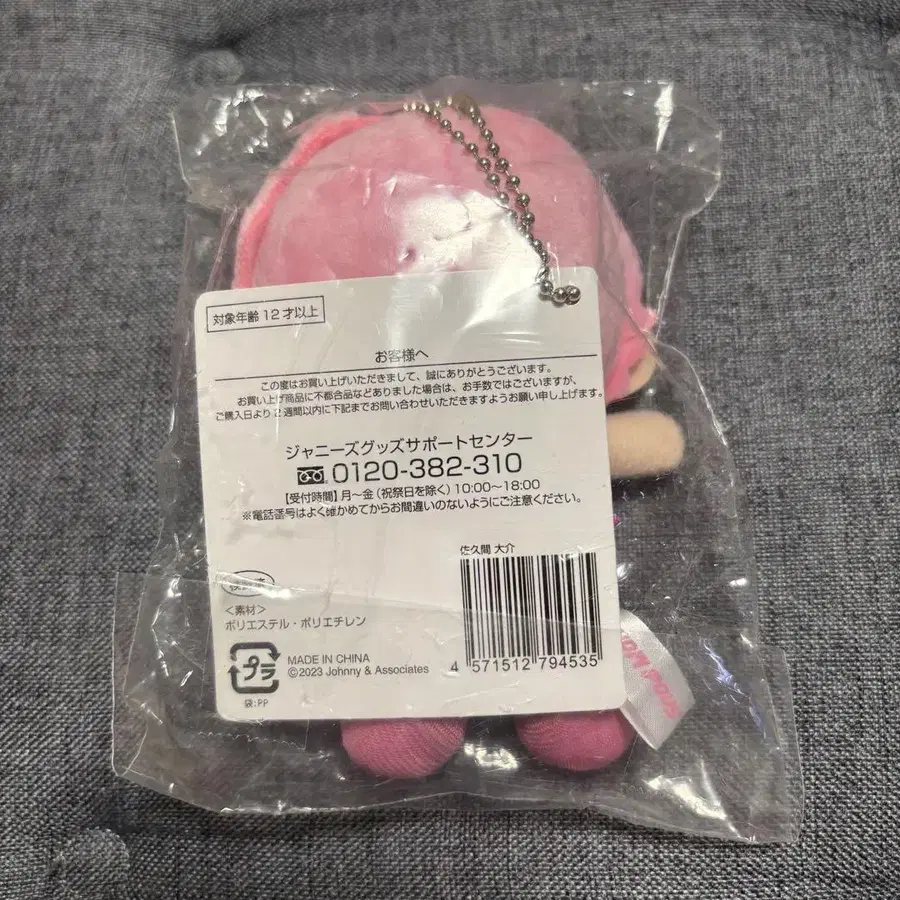 対象年齢 12 才以上
お客様へ
この度はお買い上げいただきまして、誠にありがとうございます。
お買い上げ商品に不都合品などありました場合は、お手数ではございますが、
ご購入日より 2 週間以内に下記までお問い合わせいただきますようお願い申し上げます。
ジャニーズグッズサポートセンター
0120-382-310
【受付時間】月～金（祝祭日を除く）10:00～18:00
※電話番号はよく確かめてからお間違いのないようにご注意ください。
佐久間 大介
検 済
＜素材＞
ポリエステル・ポリエチレン
プラ
MADE IN CHINA
©2023 Johnny & Associates
袋:PP
4 571512 794535